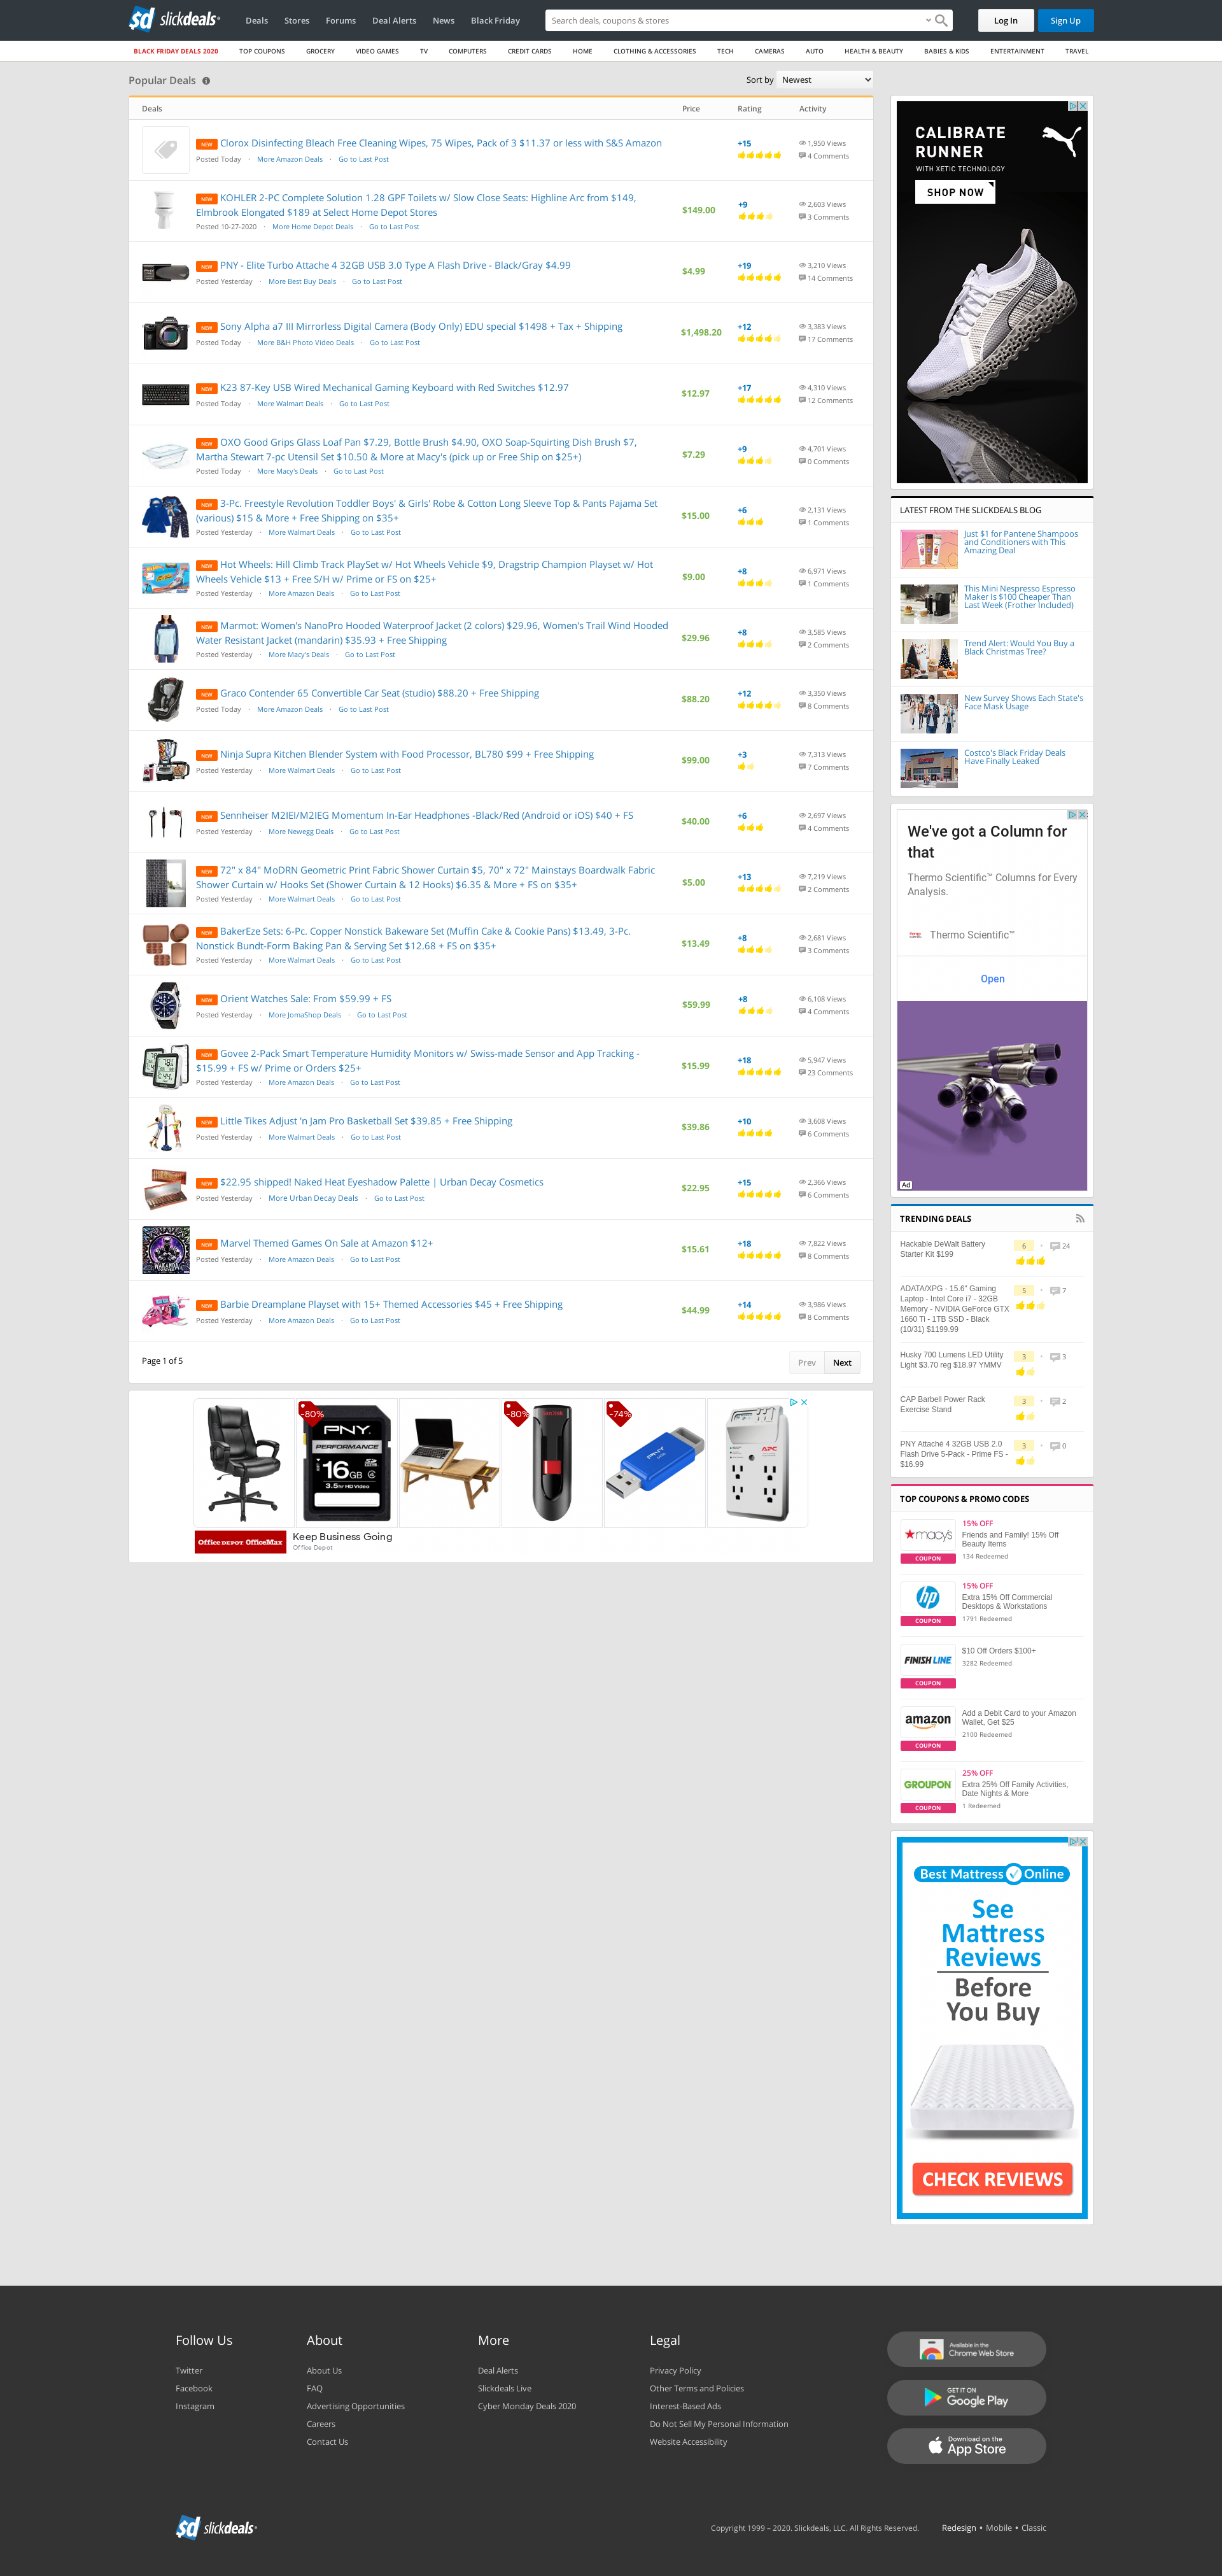 sd slickdeals
Deals Stores Forums Deal Alerts News Black Friday
Search deals, coupons & stores
Log In Sign Up
BLACK FRIDAY DEALS 2020 TOP COUPONS GROCERY VIDEO GAMES TV COMPUTERS CREDIT CARDS HOME CLOTHING & ACCESSORIES TECH CAMERAS AUTO HEALTH & BEAUTY BABIES & KIDS ENTERTAINMENT TRAVEL
Popular Deals
Sort by Newest
Deals Price Rating Activity
NEW Clorox Disinfecting Bleach Free Cleaning Wipes, 75 Wipes, Pack of 3 $11.37 or less with S&S Amazon
Posted Today · More Amazon Deals · Go to Last Post
+15
1,950 Views
4 Comments
NEW KOHLER 2-PC Complete Solution 1.28 GPF Toilets w/ Slow Close Seats: Highline Arc from $149,
Elmbrook Elongated $189 at Select Home Depot Stores
Posted 10-27-2020 · More Home Depot Deals · Go to Last Post
$149.00
+9
2,603 Views
3 Comments
NEW PNY - Elite Turbo Attache 4 32GB USB 3.0 Type A Flash Drive - Black/Gray $4.99
Posted Yesterday · More Best Buy Deals · Go to Last Post
$4.99
+19
3,210 Views
14 Comments
NEW Sony Alpha a7 III Mirrorless Digital Camera (Body Only) EDU special $1498 + Tax + Shipping
Posted Today · More B&H Photo Video Deals · Go to Last Post
$1,498.20
+12
3,383 Views
17 Comments
NEW K23 87-Key USB Wired Mechanical Gaming Keyboard with Red Switches $12.97
Posted Today · More Walmart Deals · Go to Last Post
$12.97
+17
4,310 Views
12 Comments
NEW OXO Good Grips Glass Loaf Pan $7.29, Bottle Brush $4.90, OXO Soap-Squirting Dish Brush $7,
Martha Stewart 7-pc Utensil Set $10.50 & More at Macy's (pick up or Free Ship on $25+)
Posted Today · More Macy's Deals · Go to Last Post
$7.29
+9
4,701 Views
0 Comments
NEW 3-Pc. Freestyle Revolution Toddler Boys' & Girls' Robe & Cotton Long Sleeve Top & Pants Pajama Set
(various) $15 & More + Free Shipping on $35+
Posted Yesterday · More Walmart Deals · Go to Last Post
$15.00
+6
2,131 Views
1 Comments
NEW Hot Wheels: Hill Climb Track PlaySet w/ Hot Wheels Vehicle $9, Dragstrip Champion Playset w/ Hot
Wheels Vehicle $13 + Free S/H w/ Prime or FS on $25+
Posted Yesterday · More Amazon Deals · Go to Last Post
$9.00
+8
6,971 Views
1 Comments
NEW Marmot: Women's NanoPro Hooded Waterproof Jacket (2 colors) $29.96, Women's Trail Wind Hooded
Water Resistant Jacket (mandarin) $35.93 + Free Shipping
Posted Yesterday · More Macy's Deals · Go to Last Post
$29.96
+8
3,585 Views
2 Comments
NEW Graco Contender 65 Convertible Car Seat (studio) $88.20 + Free Shipping
Posted Today · More Amazon Deals · Go to Last Post
$88.20
+12
3,350 Views
8 Comments
NEW Ninja Supra Kitchen Blender System with Food Processor, BL780 $99 + Free Shipping
Posted Yesterday · More Walmart Deals · Go to Last Post
$99.00
+3
7,313 Views
7 Comments
NEW Sennheiser M2IEI/M2IEG Momentum In-Ear Headphones -Black/Red (Android or iOS) $40 + FS
Posted Yesterday · More Newegg Deals · Go to Last Post
$40.00
+6
2,697 Views
4 Comments
NEW 72" x 84" MoDRN Geometric Print Fabric Shower Curtain $5, 70" x 72" Mainstays Boardwalk Fabric
Shower Curtain w/ Hooks Set (Shower Curtain & 12 Hooks) $6.35 & More + FS on $35+
Posted Yesterday · More Walmart Deals · Go to Last Post
$5.00
+13
7,219 Views
2 Comments
NEW BakerEze Sets: 6-Pc. Copper Nonstick Bakeware Set (Muffin Cake & Cookie Pans) $13.49, 3-Pc.
Nonstick Bundt-Form Baking Pan & Serving Set $12.68 + FS on $35+
Posted Yesterday · More Walmart Deals · Go to Last Post
$13.49
+8
2,681 Views
3 Comments
NEW Orient Watches Sale: From $59.99 + FS
Posted Yesterday · More JomaShop Deals · Go to Last Post
$59.99
+8
6,108 Views
4 Comments
NEW Govee 2-Pack Smart Temperature Humidity Monitors w/ Swiss-made Sensor and App Tracking -
$15.99 + FS w/ Prime or Orders $25+
Posted Yesterday · More Amazon Deals · Go to Last Post
$15.99
+18
5,947 Views
23 Comments
NEW Little Tikes Adjust 'n Jam Pro Basketball Set $39.85 + Free Shipping
Posted Yesterday · More Walmart Deals · Go to Last Post
$39.86
+10
3,608 Views
6 Comments
NEW $22.95 shipped! Naked Heat Eyeshadow Palette | Urban Decay Cosmetics
Posted Yesterday · More Urban Decay Deals · Go to Last Post
$22.95
+15
2,366 Views
6 Comments
NEW Marvel Themed Games On Sale at Amazon $12+
Posted Yesterday · More Amazon Deals · Go to Last Post
$15.61
+18
7,822 Views
8 Comments
NEW Barbie Dreamplane Playset with 15+ Themed Accessories $45 + Free Shipping
Posted Yesterday · More Amazon Deals · Go to Last Post
$44.99
+14
3,986 Views
8 Comments
Page 1 of 5
Prev Next
-80% -80% -74%
PNY
PERFORMANCE
16GB
3.5hr HD Video
SanDisk
PNY
APC
Office DEPOT OfficeMax
Keep Business Going
Office Depot
CALIBRATE
RUNNER
WITH XETIC TECHNOLOGY
SHOP NOW
PUMA
LATEST FROM THE SLICKDEALS BLOG
Just $1 for Pantene Shampoos
and Conditioners with This
Amazing Deal
This Mini Nespresso Espresso
Maker Is $100 Cheaper Than
Last Week (Frother Included)
Trend Alert: Would You Buy a
Black Christmas Tree?
New Survey Shows Each State's
Face Mask Usage
Costco's Black Friday Deals
Have Finally Leaked
We've got a Column for
that
Thermo Scientific™ Columns for Every
Analysis.
Thermo Scientific™
Open
Ad
TRENDING DEALS
Hackable DeWalt Battery
Starter Kit $199
6 24
ADATA/XPG - 15.6" Gaming
Laptop - Intel Core i7 - 32GB
Memory - NVIDIA GeForce GTX
1660 Ti - 1TB SSD - Black
(10/31) $1199.99
5 7
Husky 700 Lumens LED Utility
Light $3.70 reg $18.97 YMMV
3 3
CAP Barbell Power Rack
Exercise Stand
3 2
PNY Attaché 4 32GB USB 2.0
Flash Drive 5-Pack - Prime FS -
$16.99
3 0
TOP COUPONS & PROMO CODES
macy's
COUPON
15% OFF
Friends and Family! 15% Off
Beauty Items
134 Redeemed
hp
COUPON
15% OFF
Extra 15% Off Commercial
Desktops & Workstations
1791 Redeemed
FINISH LINE
COUPON
$10 Off Orders $100+
3282 Redeemed
amazon
COUPON
Add a Debit Card to your Amazon
Wallet, Get $25
2100 Redeemed
GROUPON
COUPON
25% OFF
Extra 25% Off Family Activities,
Date Nights & More
1 Redeemed
Best Mattress Online
See
Mattress
Reviews
Before
You Buy
CHECK REVIEWS
Follow Us
Twitter
Facebook
Instagram
About
About Us
FAQ
Advertising Opportunities
Careers
Contact Us
More
Deal Alerts
Slickdeals Live
Cyber Monday Deals 2020
Legal
Privacy Policy
Other Terms and Policies
Interest-Based Ads
Do Not Sell My Personal Information
Website Accessibility
Available in the
Chrome Web Store
GET IT ON
Google Play
Download on the
App Store
sd slickdeals
Copyright 1999 – 2020. Slickdeals, LLC. All Rights Reserved.
Redesign • Mobile • Classic